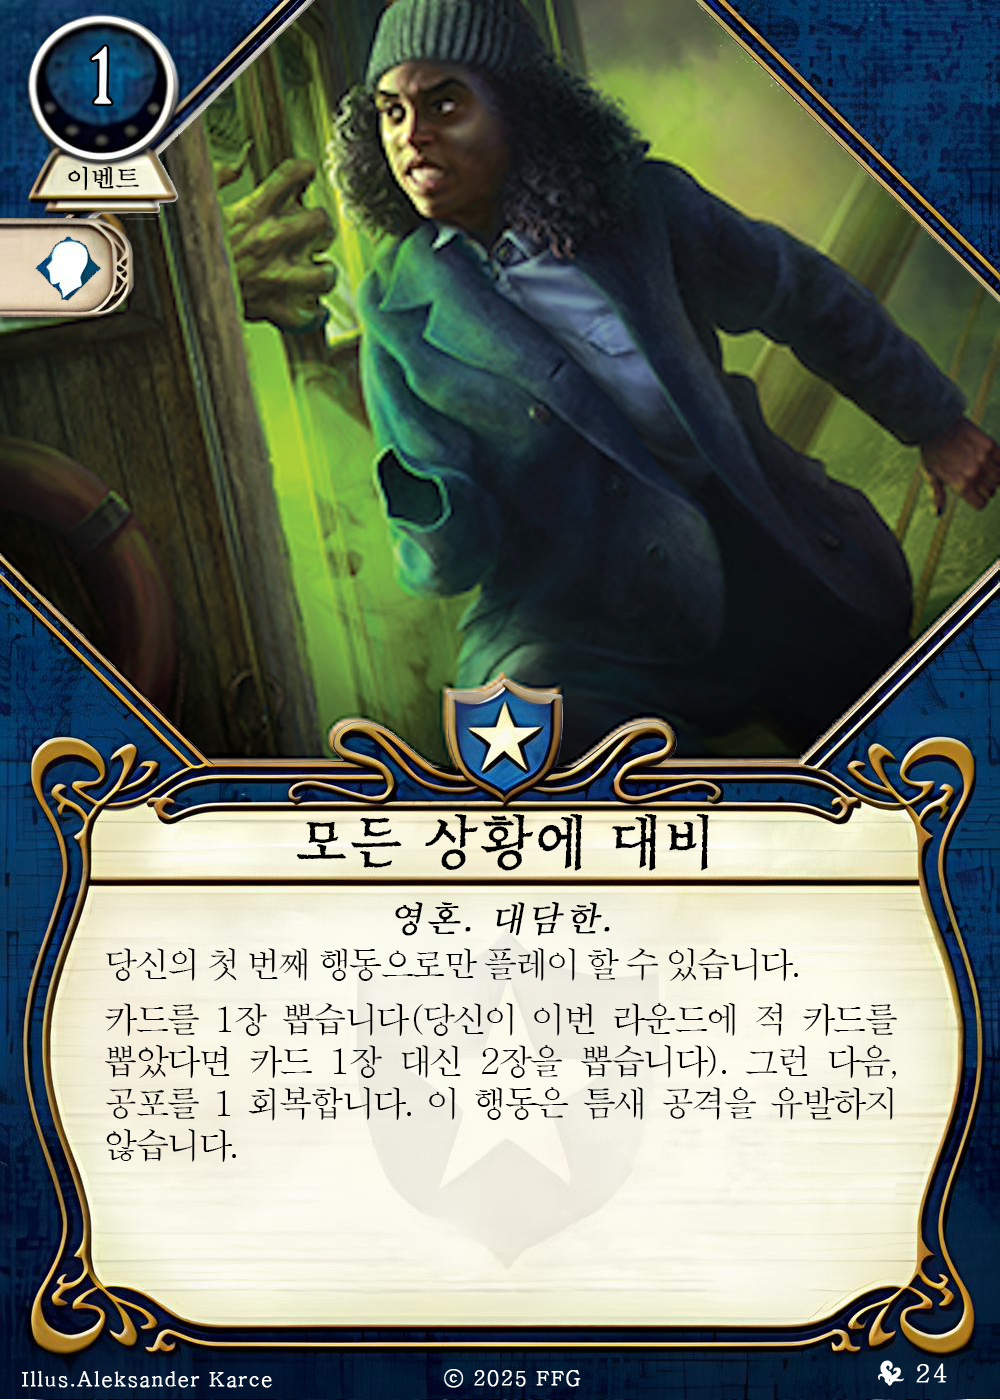 1
이벤트
모든 상황에 대비
영혼. 대담한.
당신의 첫 번째 행동으로만 플레이 할 수 있습니다.
카드를 1장 뽑습니다(당신이 이번 라운드에 적 카드를
뽑았다면 카드 1장 대신 2장을 뽑습니다). 그런 다음,
공포를 1 회복합니다. 이 행동은 틈새 공격을 유발하지
않습니다.
Illus.Aleksander Karce
© 2025 FFG
24